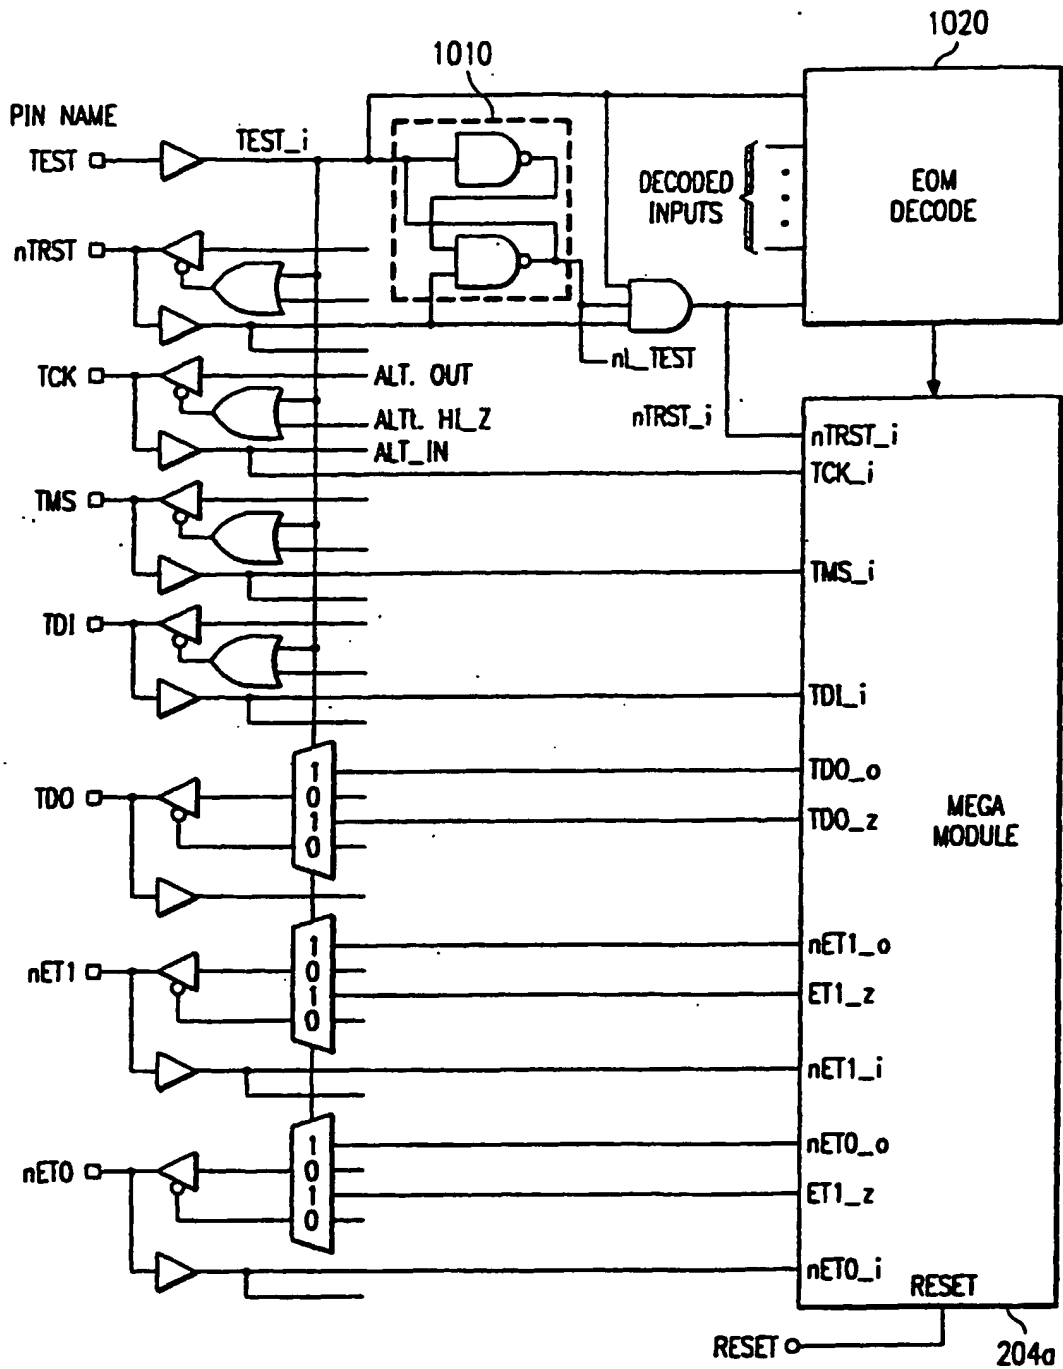 1020
1010
PIN NAME
TEST
TEST_i
DECODED
INPUTS
EOM
DECODE
nTRST
nL_TEST
TCK
ALT. OUT
ALTL HI_Z
ALT_IN
nTRST_i
nTRST_i
TCK_i
TMS
TMS_i
TDI
TDI_i
TDO
1
0
1
0
TDO_o
TDO_z
MEGA
MODULE
nET1
1
0
1
0
nET1_o
ET1_z
nET1_i
nET0
1
0
1
0
nET0_o
ET1_z
nET0_i
RESET
RESET
204a